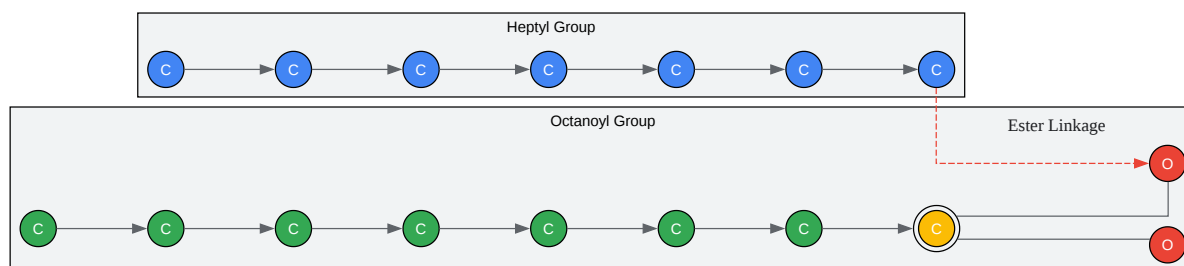 Heptyl Group
C C C C C C C
Octanoyl Group
Ester Linkage
O
C C C C C C C C
O